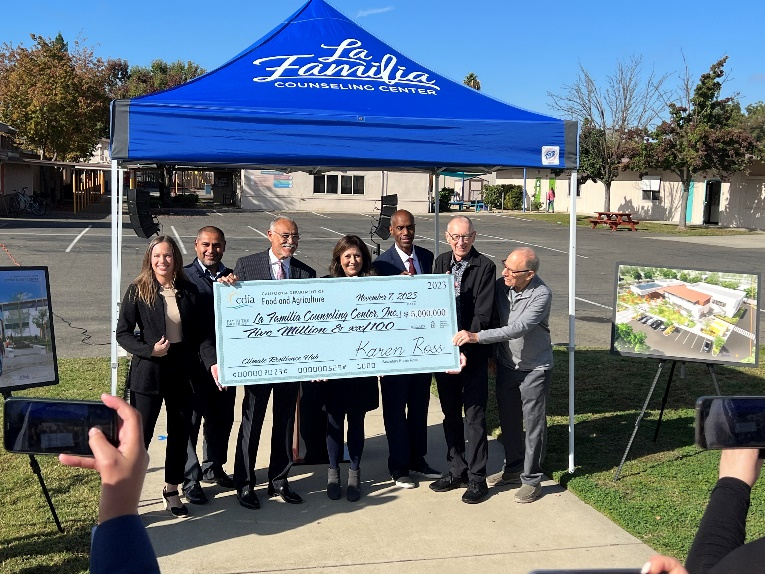 La
Familia
COUNSELING CENTER
cdfa
CALIFORNIA DEPARTMENT OF
Food and Agriculture
November 7, 2023
2023
La Familia Counseling Center, Inc.
$ 5,000,000
Five Million & xx/100
Climate Resilience Hub
Karen Ross